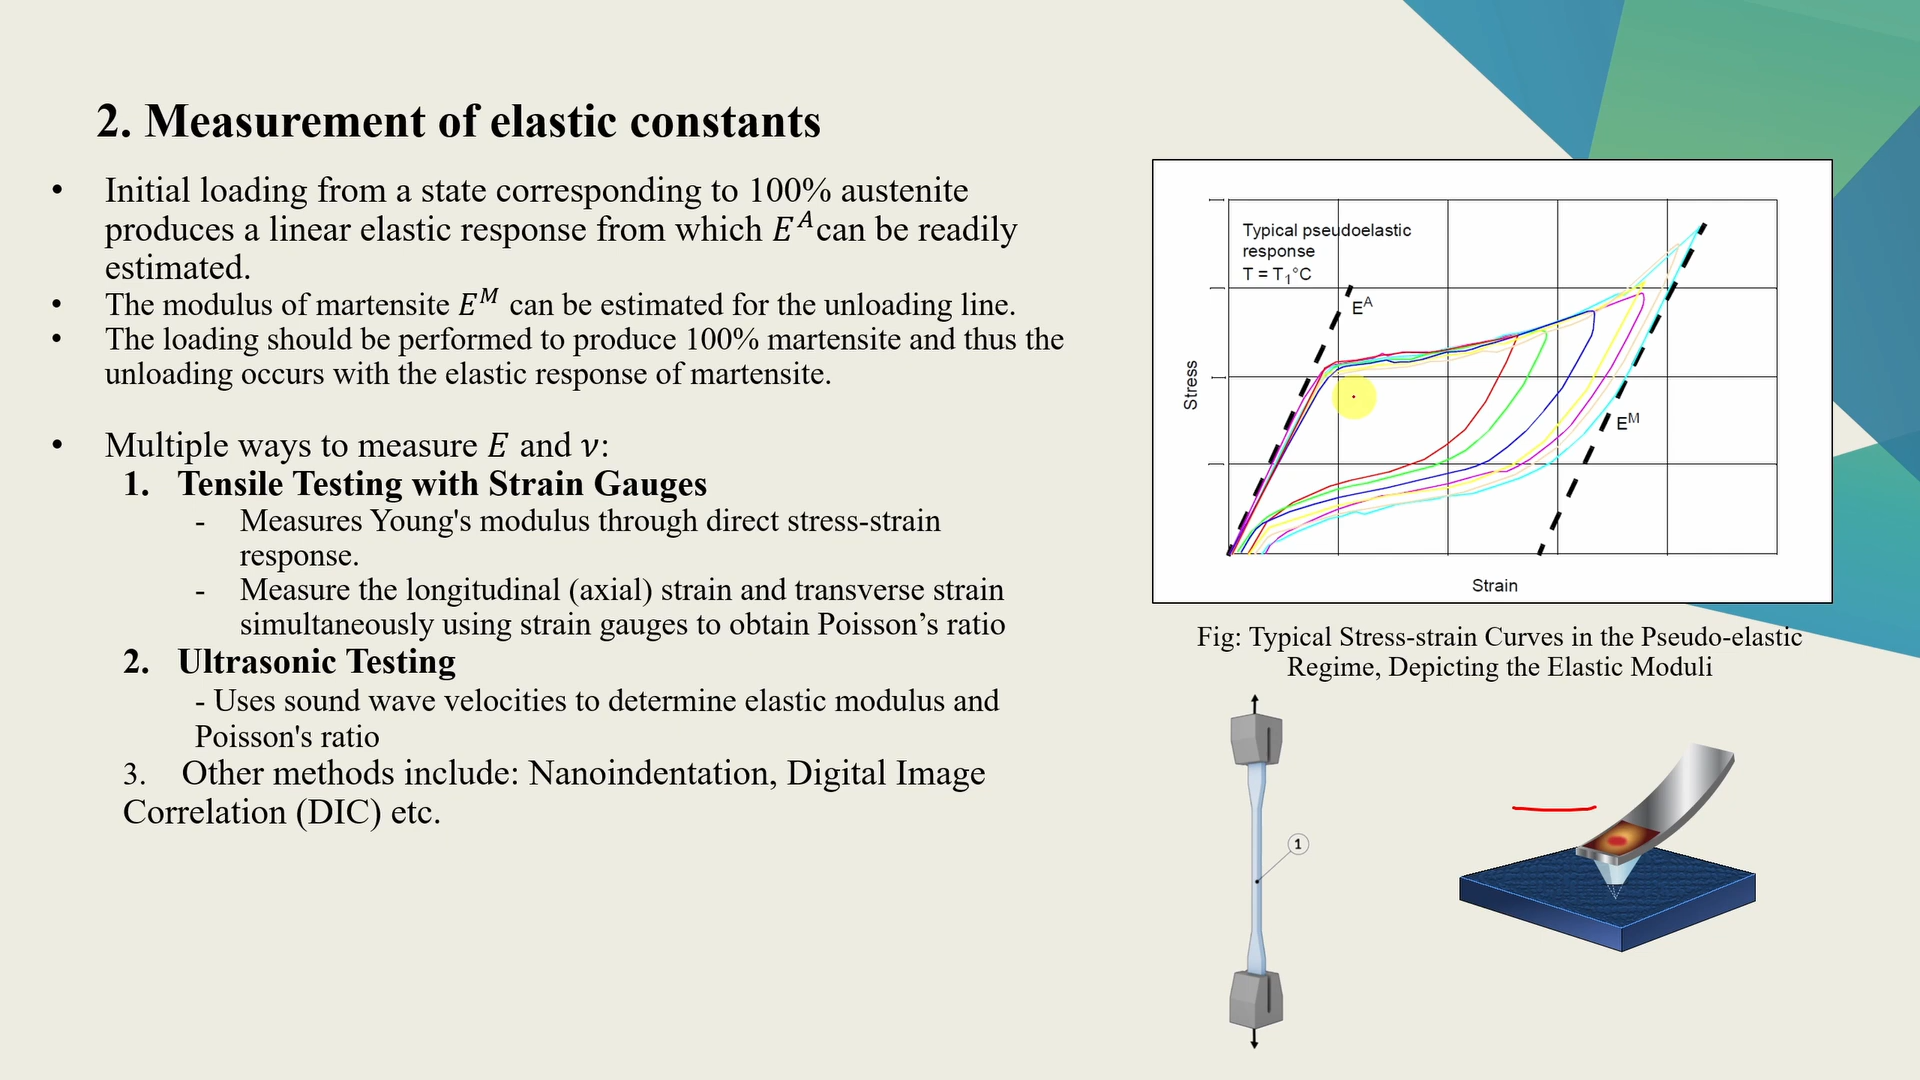 2. Measurement of elastic constants
• Initial loading from a state corresponding to 100% austenite
produces a linear elastic response from which Eᴬcan be readily
estimated.
• The modulus of martensite Eᴹ can be estimated for the unloading line.
• The loading should be performed to produce 100% martensite and thus the
unloading occurs with the elastic response of martensite.
• Multiple ways to measure E and ν:
1. Tensile Testing with Strain Gauges
- Measures Young's modulus through direct stress-strain
response.
- Measure the longitudinal (axial) strain and transverse strain
simultaneously using strain gauges to obtain Poisson’s ratio
2. Ultrasonic Testing
- Uses sound wave velocities to determine elastic modulus and
Poisson's ratio
3. Other methods include: Nanoindentation, Digital Image
Correlation (DIC) etc.
Typical pseudoelastic
response
T = T₁°C
Eᴬ
Eᴹ
Stress
Strain
Fig: Typical Stress-strain Curves in the Pseudo-elastic
Regime, Depicting the Elastic Moduli
1